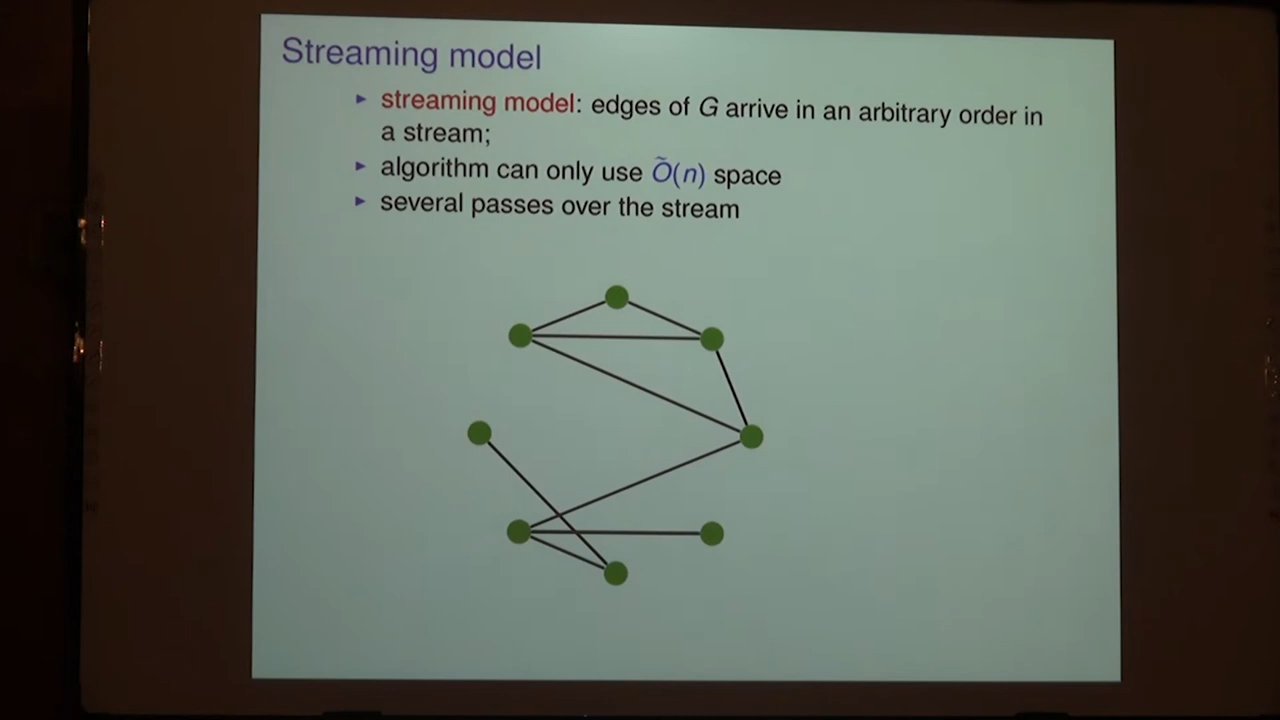 Streaming model
▸ streaming model: edges of G arrive in an arbitrary order in
a stream;
▸ algorithm can only use Õ(n) space
▸ several passes over the stream